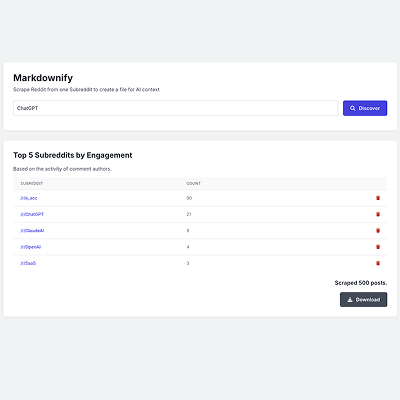 Markdownify
Scrape Reddit from one Subreddit to create a file for AI context
ChatGPT
Discover
Top 5 Subreddits by Engagement
Based on the activity of comment authors.
SUBREDDIT COUNT
90
/r/ChatGPT 21
/r/ClaudeAI 6
/r/OpenAI 4
/r/SaaS 3
Scraped 500 posts.
Download